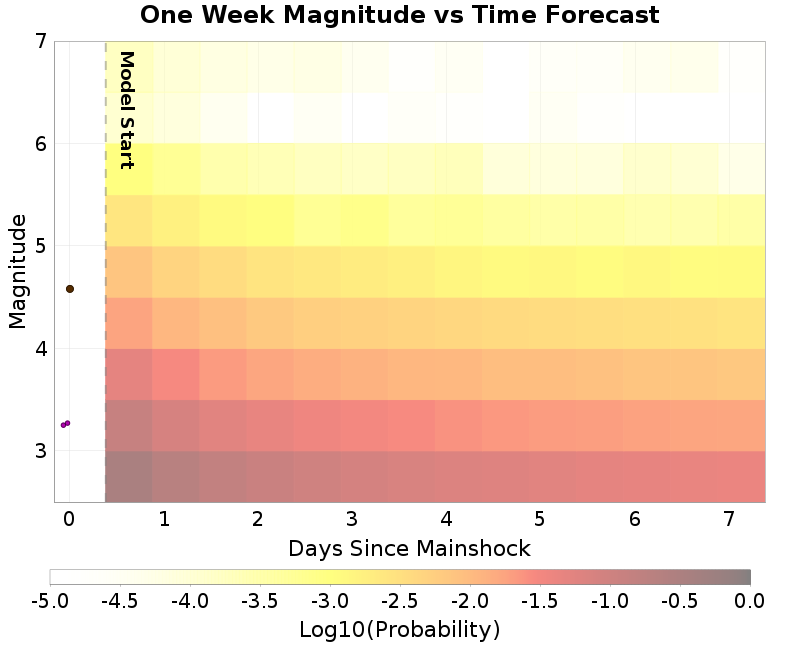 One Week Magnitude vs Time Forecast
Model Start
Magnitude
7
6
5
4
3
0 1 2 3 4 5 6 7
Days Since Mainshock
-5.0 -4.5 -4.0 -3.5 -3.0 -2.5 -2.0 -1.5 -1.0 -0.5 0.0
Log10(Probability)